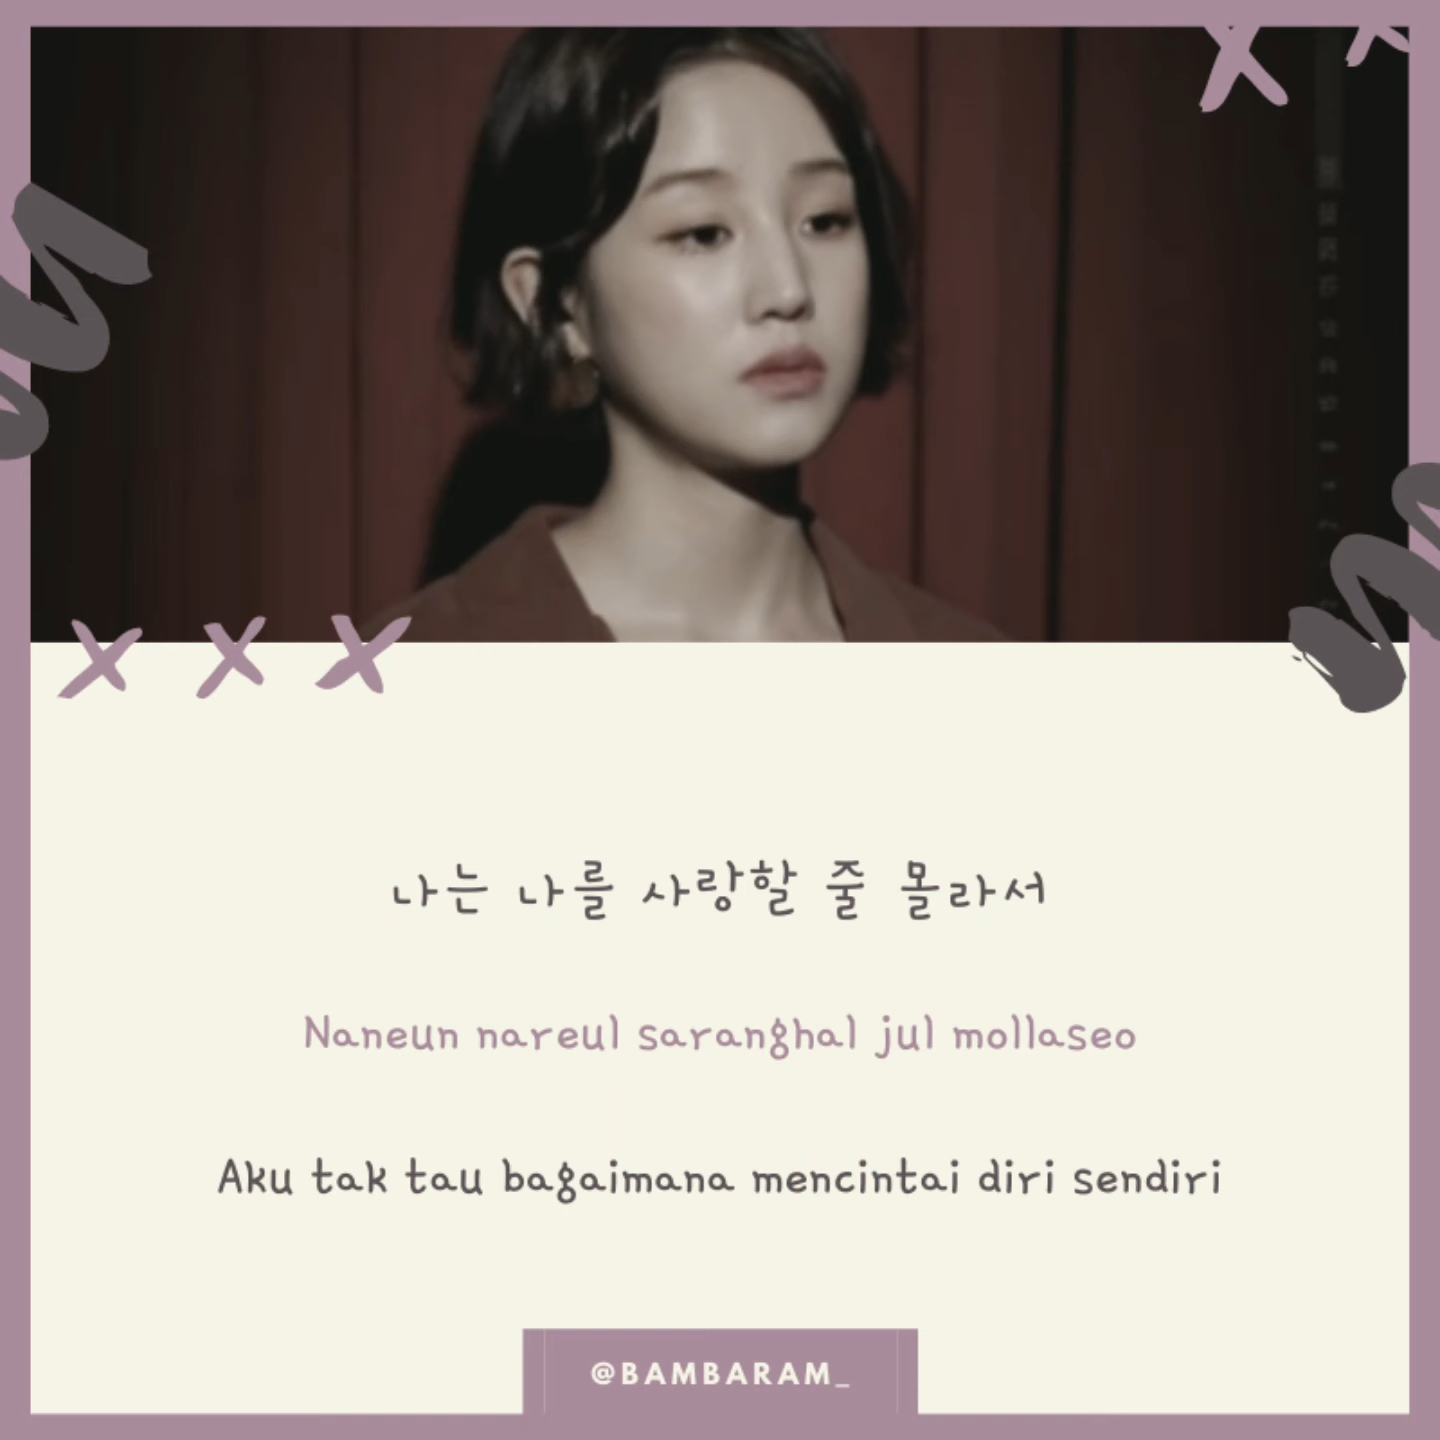 나는 나를 사랑할 줄 몰라서
Naneun nareul saranghal jul mollaseo
Aku tak tau bagaimana mencintai diri sendiri
@BAMBARAM_